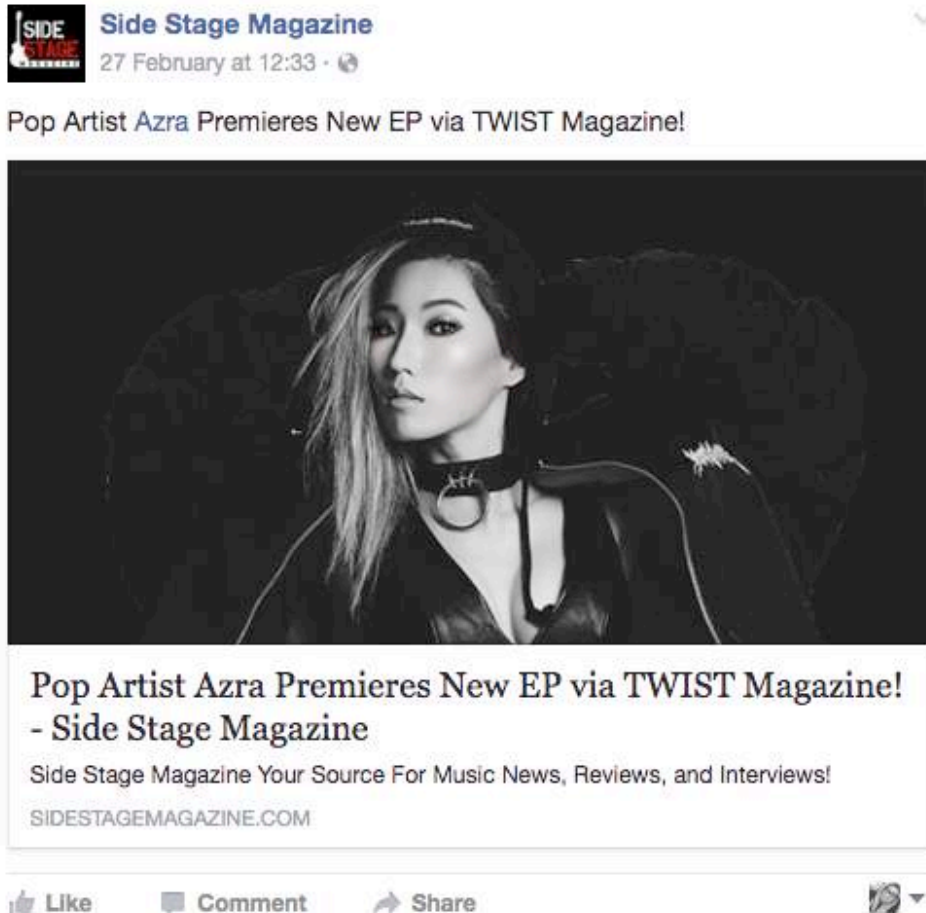 SIDE
STAGE
MAGAZINE
Side Stage Magazine
27 February at 12:33 ·
Pop Artist Azra Premieres New EP via TWIST Magazine!
Pop Artist Azra Premieres New EP via TWIST Magazine!
- Side Stage Magazine
Side Stage Magazine Your Source For Music News, Reviews, and Interviews!
SIDESTAGEMAGAZINE.COM
Like
Comment
Share